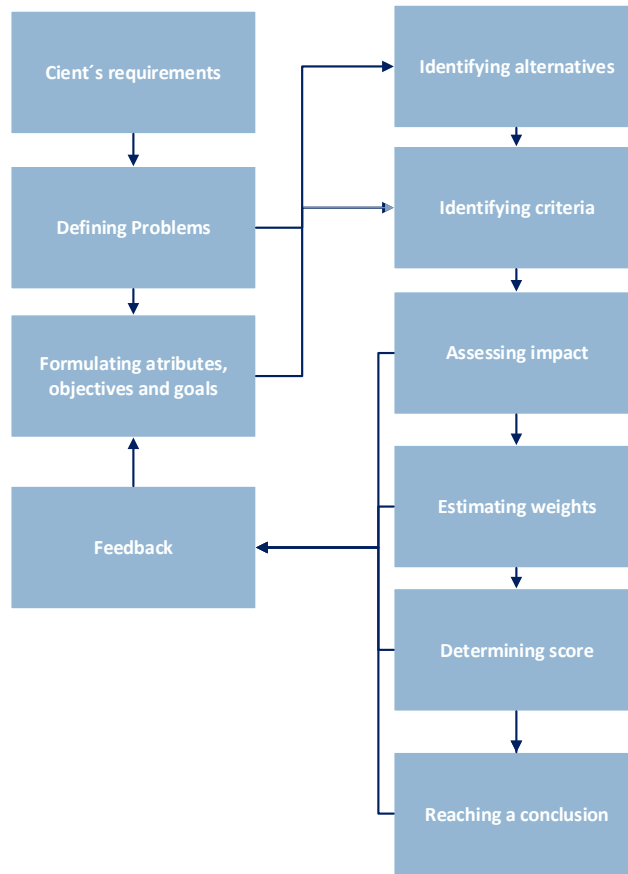 Cient´s requirements
Defining Problems
Formulating atributes,
objectives and goals
Feedback
Identifying alternatives
Identifying criteria
Assessing impact
Estimating weights
Determining score
Reaching a conclusion